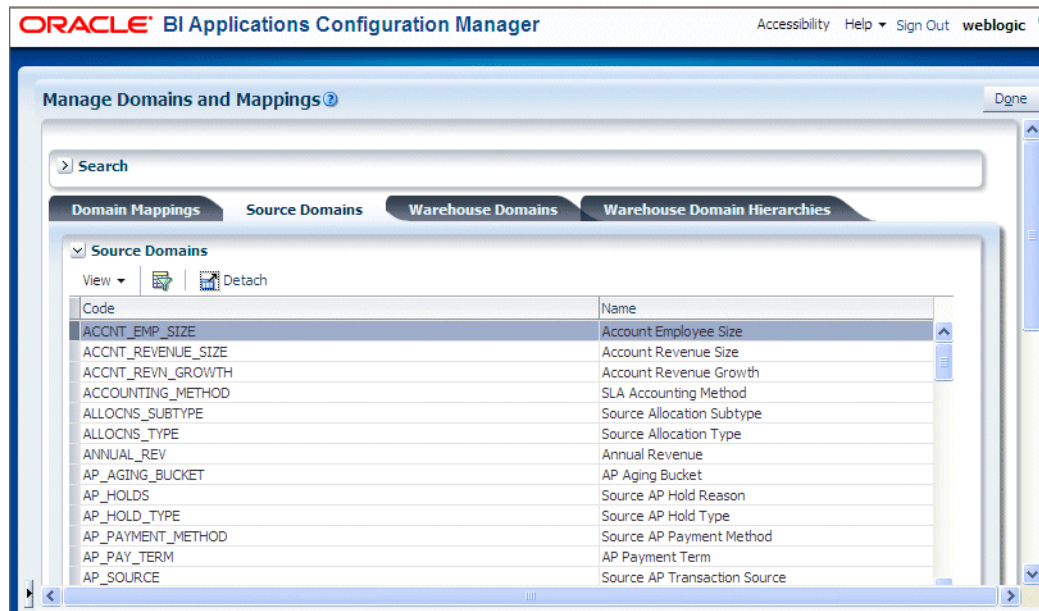 ORACLE BI Applications Configuration Manager Accessibility Help Sign Out weblogic
Manage Domains and Mappings Done
Search
Domain Mappings Source Domains Warehouse Domains Warehouse Domain Hierarchies
Source Domains
View Detach
Code Name
ACCNT_EMP_SIZE Account Employee Size
ACCNT_REVENUE_SIZE Account Revenue Size
ACCNT_REVN_GROWTH Account Revenue Growth
ACCOUNTING_METHOD SLA Accounting Method
ALLOCNS_SUBTYPE Source Allocation Subtype
ALLOCNS_TYPE Source Allocation Type
ANNUAL_REV Annual Revenue
AP_AGING_BUCKET AP Aging Bucket
AP_HOLDS Source AP Hold Reason
AP_HOLD_TYPE Source AP Hold Type
AP_PAYMENT_METHOD Source AP Payment Method
AP_PAY_TERM AP Payment Term
AP_SOURCE Source AP Transaction Source